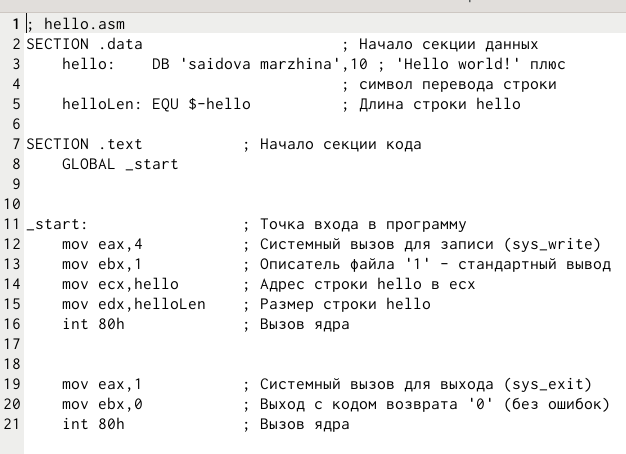 1 ; hello.asm
2 SECTION .data ; Начало секции данных
3 hello: DB 'saidova marzhina',10 ; 'Hello world!' плюс
4 ; символ перевода строки
5 helloLen: EQU $-hello ; Длина строки hello
6
7 SECTION .text ; Начало секции кода
8 GLOBAL _start
9
10
11 _start: ; Точка входа в программу
12 mov eax,4 ; Системный вызов для записи (sys_write)
13 mov ebx,1 ; Описатель файла '1' - стандартный вывод
14 mov ecx,hello ; Адрес строки hello в ecx
15 mov edx,helloLen ; Размер строки hello
16 int 80h ; Вызов ядра
17
18
19 mov eax,1 ; Системный вызов для выхода (sys_exit)
20 mov ebx,0 ; Выход с кодом возврата '0' (без ошибок)
21 int 80h ; Вызов ядра